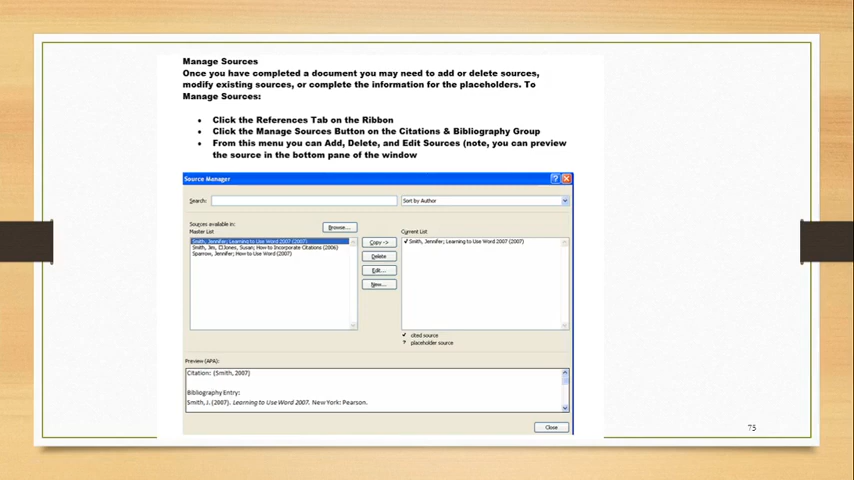 Manage Sources
Once you have completed a document you may need to add or delete sources,
modify existing sources, or complete the information for the placeholders. To
Manage Sources:
• Click the References Tab on the Ribbon
• Click the Manage Sources Button on the Citations & Bibliography Group
• From this menu you can Add, Delete, and Edit Sources (note, you can preview
the source in the bottom pane of the window
Source Manager
Search:
Sort by Author
Sources available in:
Master List
Browse...
Current List
Smith, Jennifer; Learning to Use Word 2007 (2007)
Smith, Jim, Jones, Susan; How to Incorporate Citations (2006)
Sparrow, Jennifer; How to Use Word (2007)
Copy ->
Delete
Edit...
New...
✓ Smith, Jennifer; Learning to Use Word 2007 (2007)
✓ cited source
? placeholder source
Preview (APA):
Citation: (Smith, 2007)
Bibliography Entry:
Smith, J. (2007). Learning to Use Word 2007. New York: Pearson.
Close
75